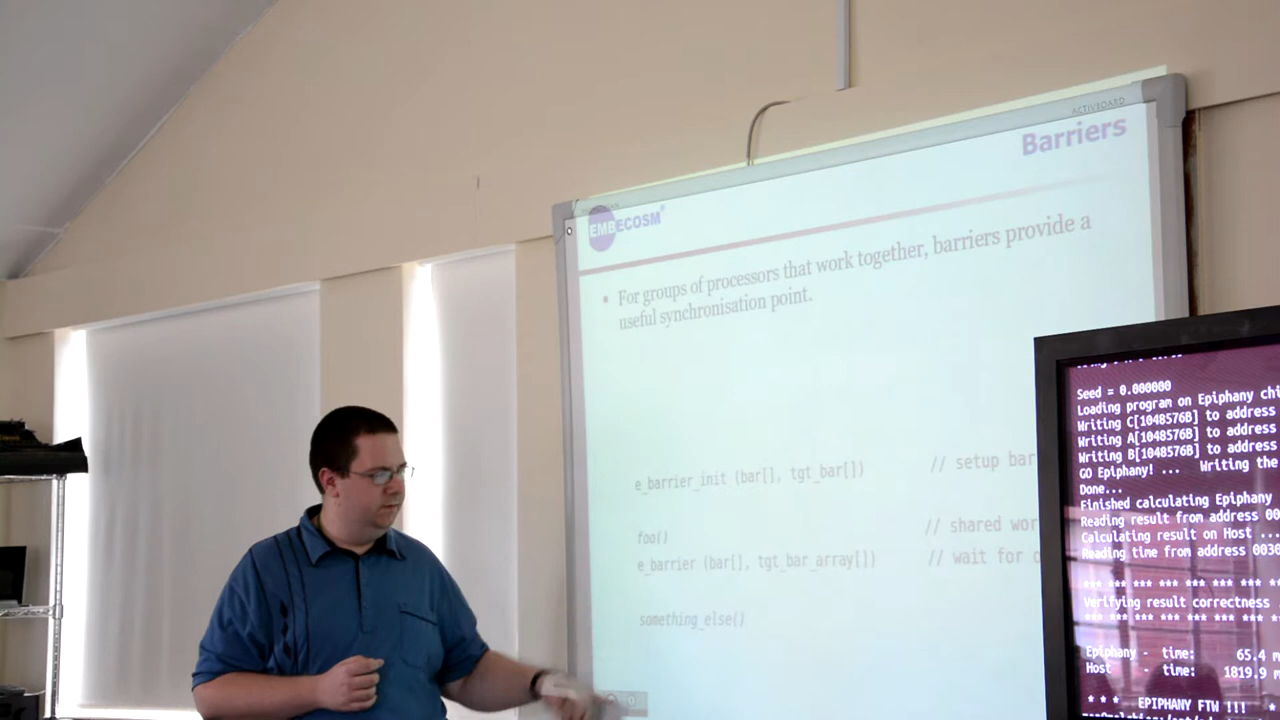 ACTIVBOARD
Barriers
EMBECOSM®
For groups of processors that work together, barriers provide a
useful synchronisation point.
e_barrier_init (bar[], tgt_bar[]) // setup bar
foo() // shared wor
e_barrier (bar[], tgt_bar_array[]) // wait for o
something_else()
Seed = 0.000000
Loading program on Epiphany chi
Writing C[1048576B] to address
Writing A[1048576B] to address
Writing B[1048576B] to address
GO Epiphany! ... Writing the
Done...
Finished calculating Epiphany
Reading result from address 00
Calculating result on Host ...
Reading time from address 0030
*** *** *** *** *** *** *** *
Verifying result correctness
*** *** *** *** *** *** *** *
Epiphany - time: 65.4 m
Host - time: 1819.9 m
* * * EPIPHANY FTW !!! *